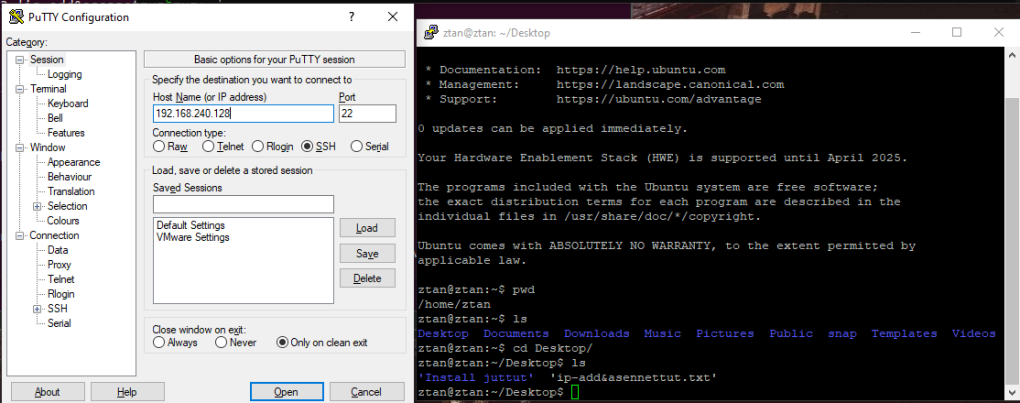 PuTTY Configuration
Category:
Session
Logging
Terminal
Keyboard
Bell
Features
Window
Appearance
Behaviour
Translation
Selection
Colours
Connection
Data
Proxy
Telnet
Rlogin
SSH
Serial
Basic options for your PuTTY session
Specify the destination you want to connect to
Host Name (or IP address) Port
192.168.240.128 22
Connection type:
Raw Telnet Rlogin SSH Serial
Load, save or delete a stored session
Saved Sessions
Default Settings
VMware Settings
Load
Save
Delete
Close window on exit:
Always Never Only on clean exit
About Help Open Cancel
ztan@ztan: ~/Desktop
* Documentation: https://help.ubuntu.com
* Management: https://landscape.canonical.com
* Support: https://ubuntu.com/advantage
0 updates can be applied immediately.
Your Hardware Enablement Stack (HWE) is supported until April 2025.
The programs included with the Ubuntu system are free software;
the exact distribution terms for each program are described in the
individual files in /usr/share/doc/*/copyright.
Ubuntu comes with ABSOLUTELY NO WARRANTY, to the extent permitted by
applicable law.
ztan@ztan:~$ pwd
/home/ztan
ztan@ztan:~$ ls
Desktop Documents Downloads Music Pictures Public snap Templates Videos
ztan@ztan:~$ cd Desktop/
ztan@ztan:~/Desktop$ ls
'Install juttut' 'ip-add&asennettut.txt'
ztan@ztan:~/Desktop$